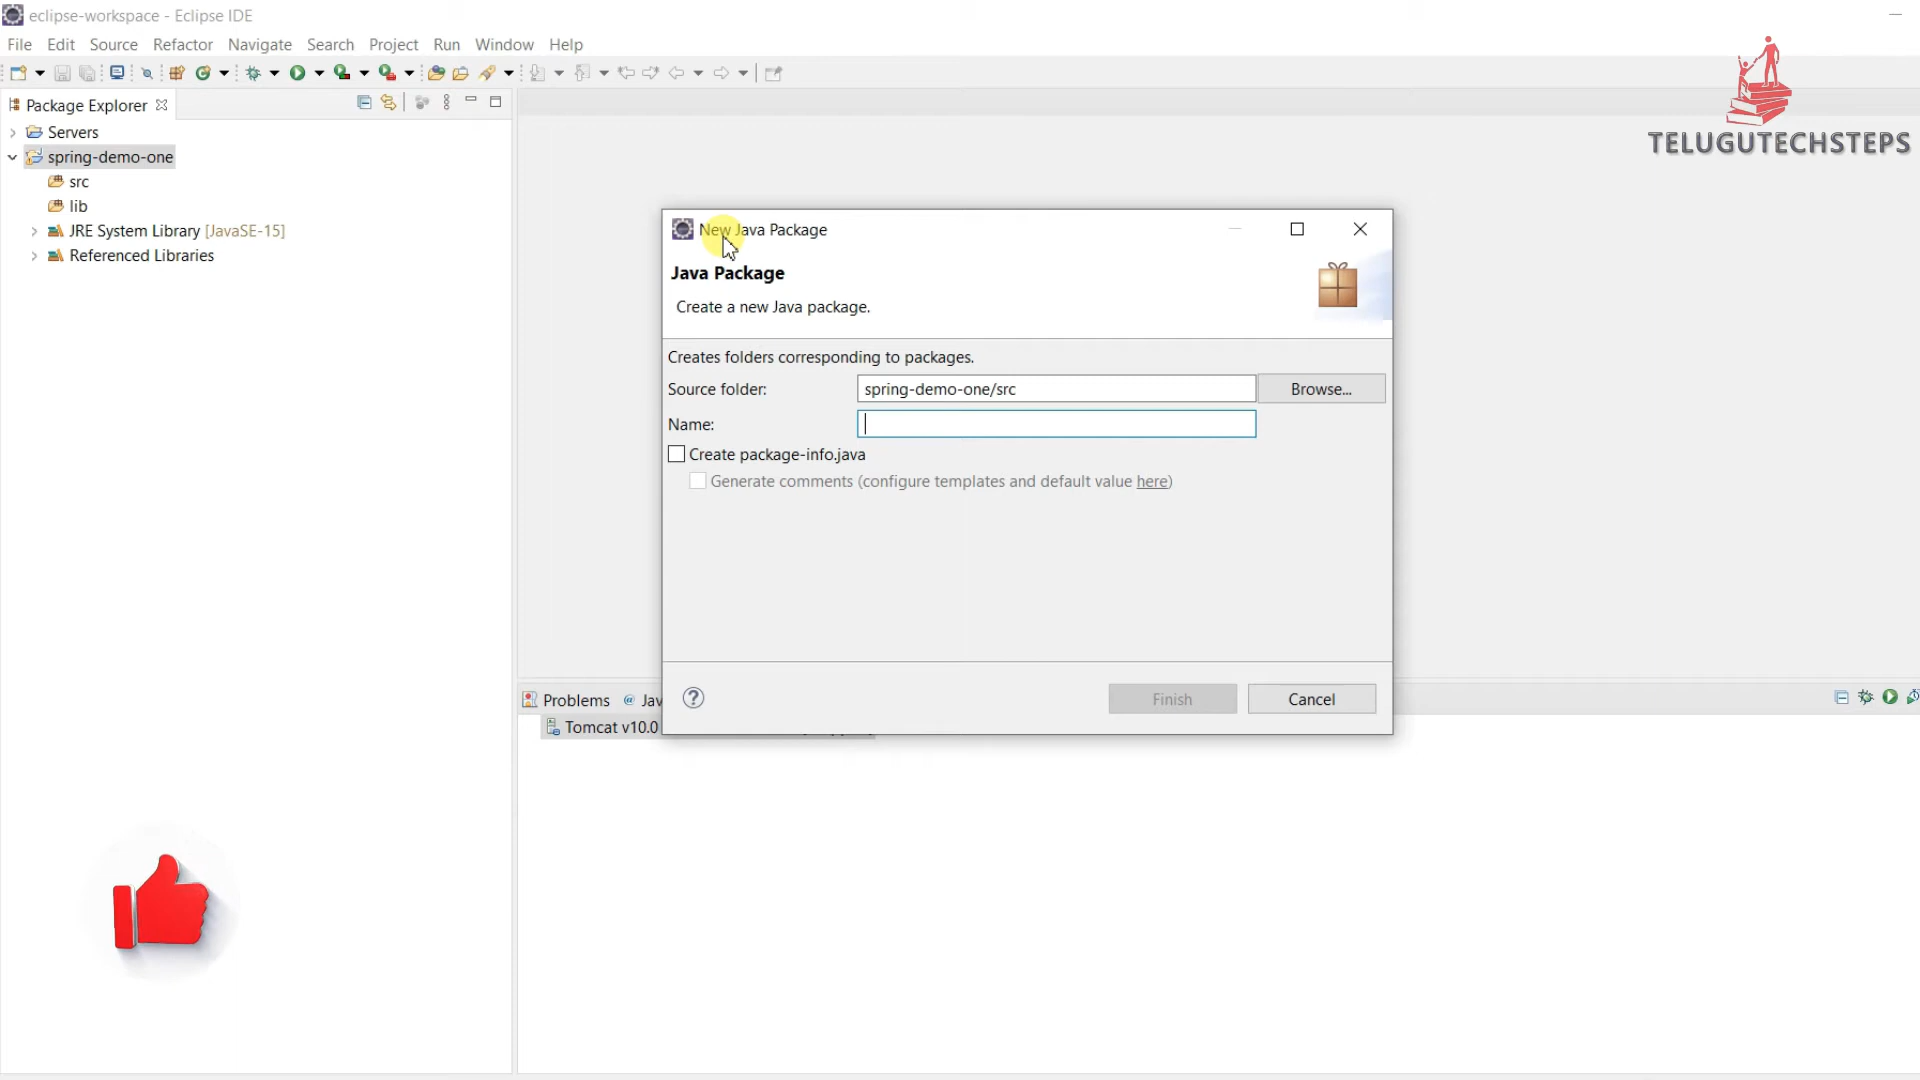 eclipse-workspace - Eclipse IDE
File Edit Source Refactor Navigate Search Project Run Window Help
TELUGUTECHSTEPS
Package Explorer
Servers
spring-demo-one
src
lib
JRE System Library [JavaSE-15]
Referenced Libraries
New Java Package
Java Package
Create a new Java package.
Creates folders corresponding to packages.
Source folder: spring-demo-one/src Browse...
Name:
Create package-info.java
Generate comments (configure templates and default value here)
? Finish Cancel
Problems @ Jav
Tomcat v10.0